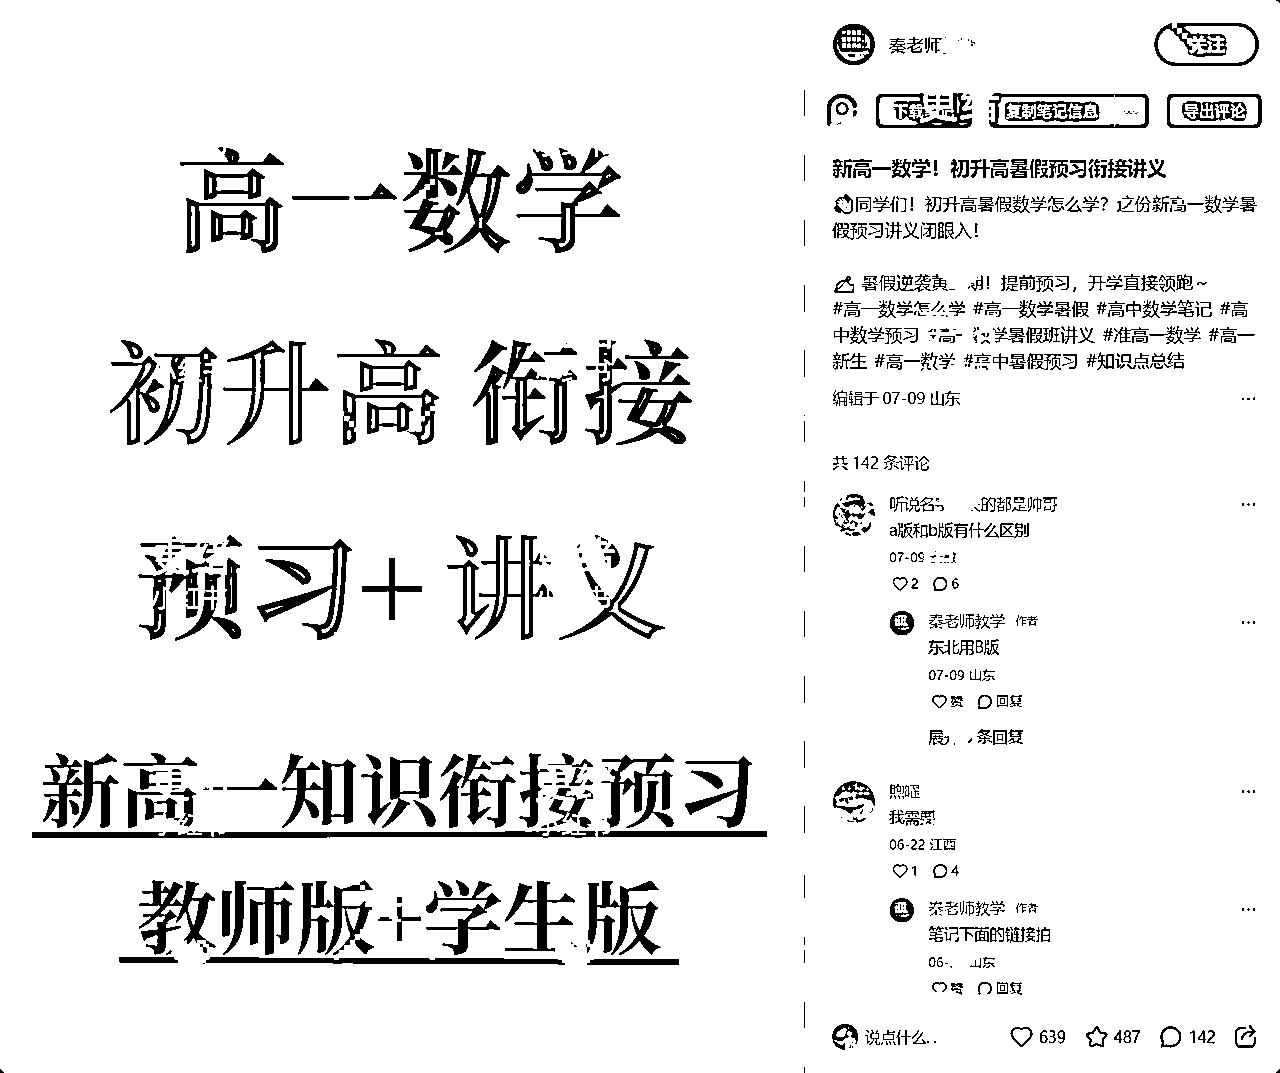 高一数学
初升高 衔接
预习+讲义
新高一知识衔接预习
教师版+学生版
秦老师
关注
下载
复制笔记信息
导出评论
新高一数学！初升高暑假预习衔接讲义
同学们！初升高暑假数学怎么学？这份新高一数学暑
假预习讲义闭眼入！
暑假逆袭黄 期！提前预习，开学直接领跑~
#高一数学怎么学 #高一数学暑假 #高中数学笔记 #高
中数学预习 #高一数学暑假班讲义 #准高一数学 #高一
新生 #高一数学 #高中暑假预习 #知识点总结
编辑于 07-09 山东
共 142 条评论
听说名 的都是帅哥
a版和b版有什么区别
07-09
2 6
秦老师教学 作者
东北用B版
07-09 山东
赞 回复
展 条回复
煦曜
我需要
06-22 江西
1 4
秦老师教学 作者
笔记下面的链接拍
06- 山东
赞 回复
说点什么..
639 487 142